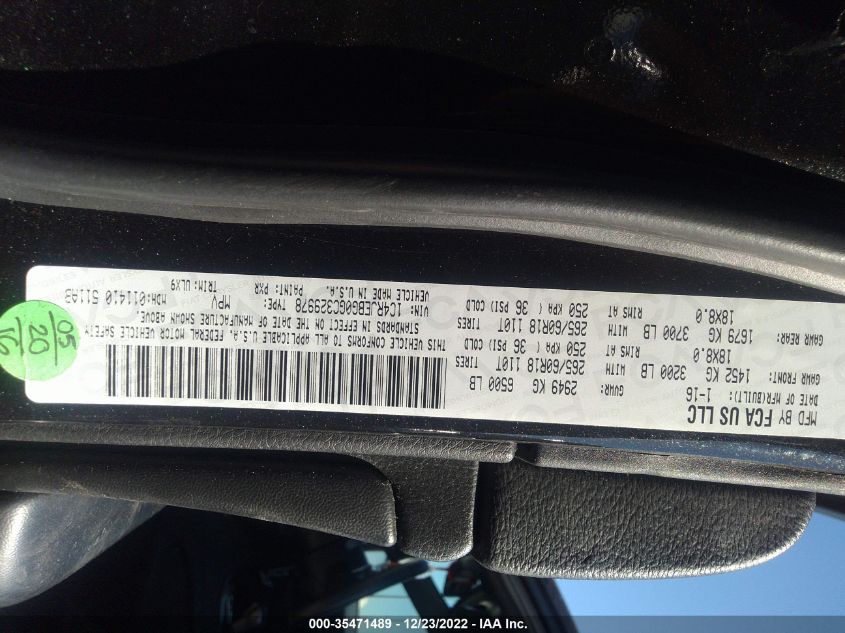 MFD BY FCA US LLC
DATE OF MFR(BUILT): 1-16
GVWR: 2949 KG 6500 LB
GAWR FRONT: 1452 KG 3200 LB WITH 265/60R18 110T TIRES
18X8.0 RIMS AT 250 KPA ( 36 PSI) COLD
GAWR REAR: 1679 KG 3700 LB WITH 265/60R18 110T TIRES
18X8.0 RIMS AT 250 KPA ( 36 PSI) COLD
THIS VEHICLE CONFORMS TO ALL APPLICABLE U.S.A. FEDERAL MOTOR VEHICLE SAFETY
STANDARDS IN EFFECT ON THE DATE OF MANUFACTURE SHOWN ABOVE.
VIN: 1C4RJEBG0GC329978 TYPE: MPV MDH:011410 511AB
VEHICLE MADE IN U.S.A. PAINT: PXR TRIM: ULX9
05
20
16
000-35471489 - 12/23/2022 - IAA Inc.